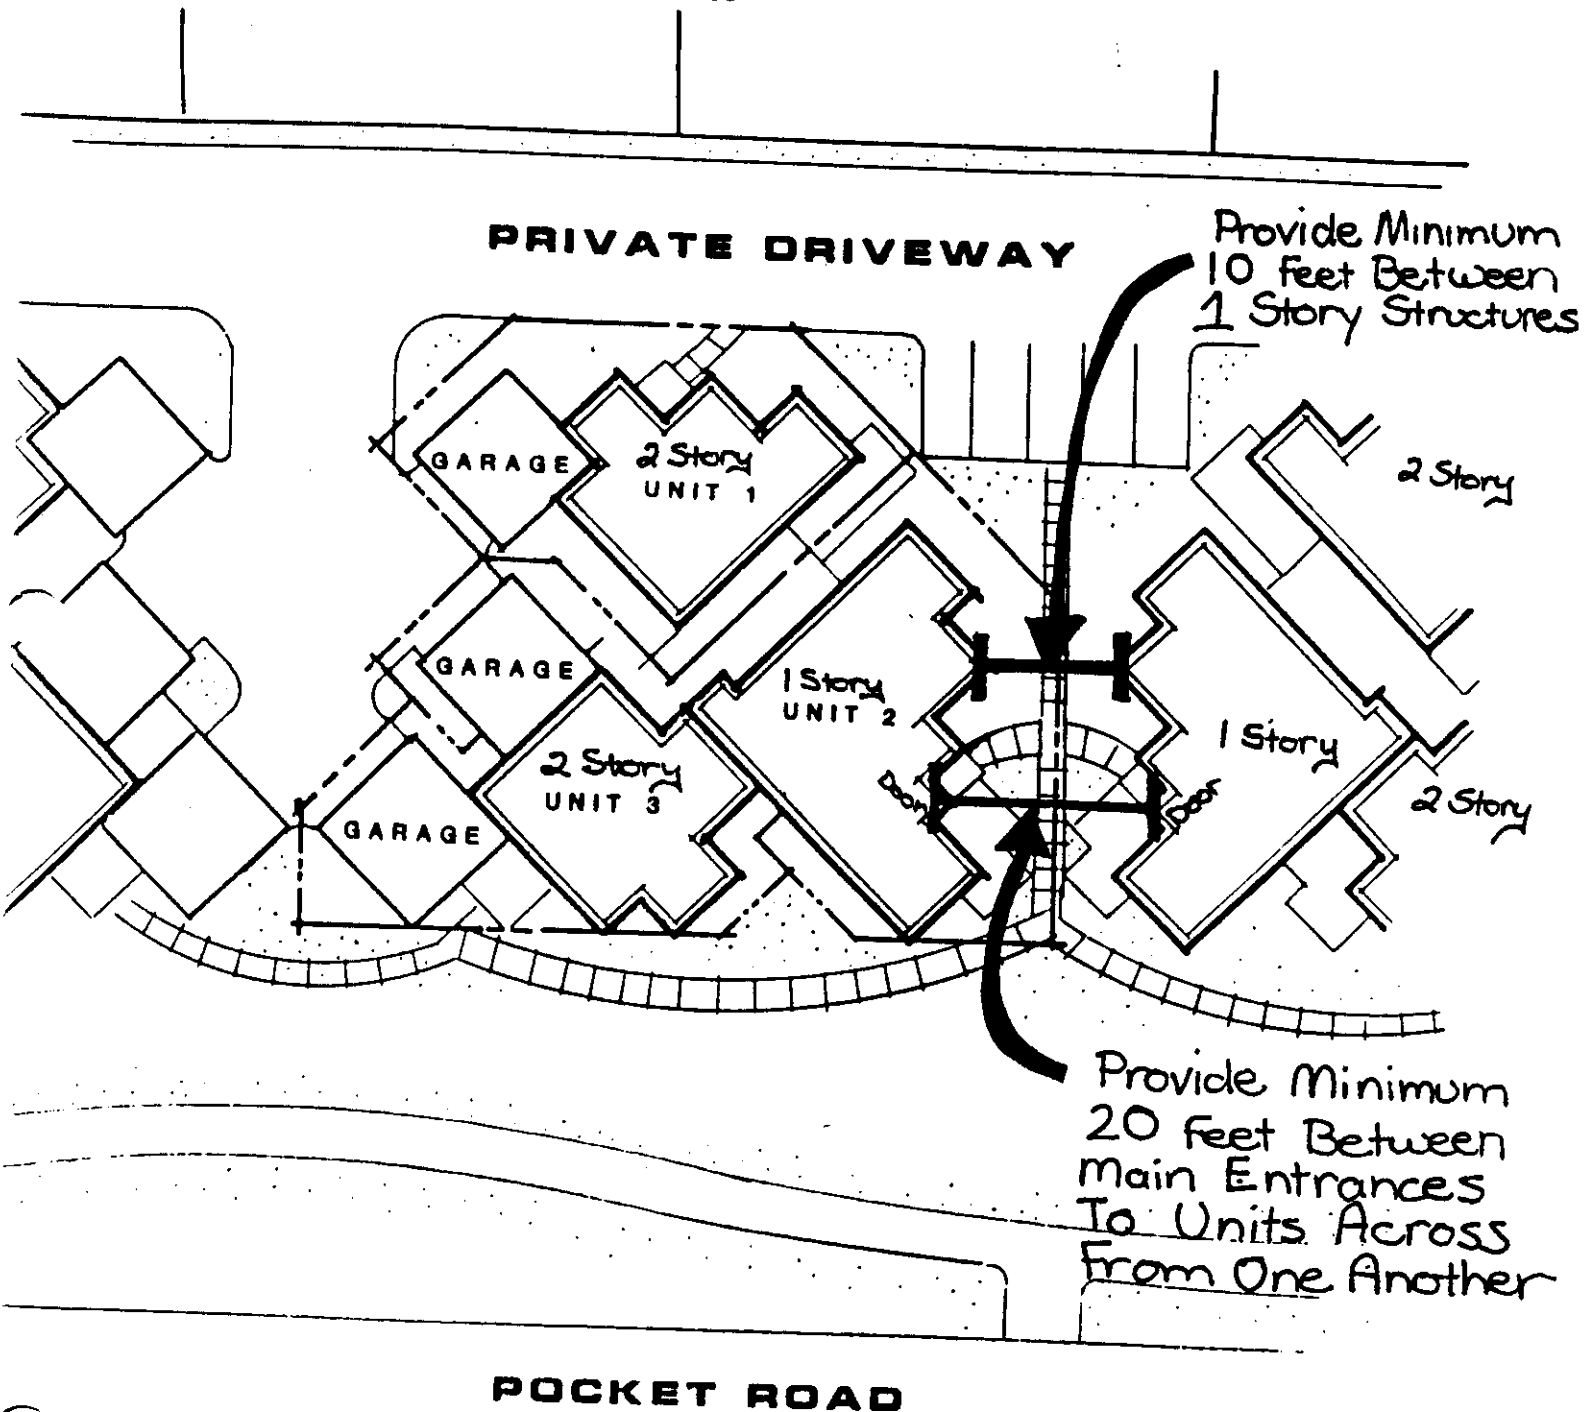 PRIVATE DRIVEWAY
Provide Minimum
10 feet Between
1 Story Structures
GARAGE
2 Story
UNIT 1
2 Story
GARAGE
1 Story
UNIT 2
1 Story
2 Story
UNIT 3
Door
Door
2 Story
GARAGE
Provide Minimum
20 feet Between
Main Entrances
To Units Across
From One Another
POCKET ROAD